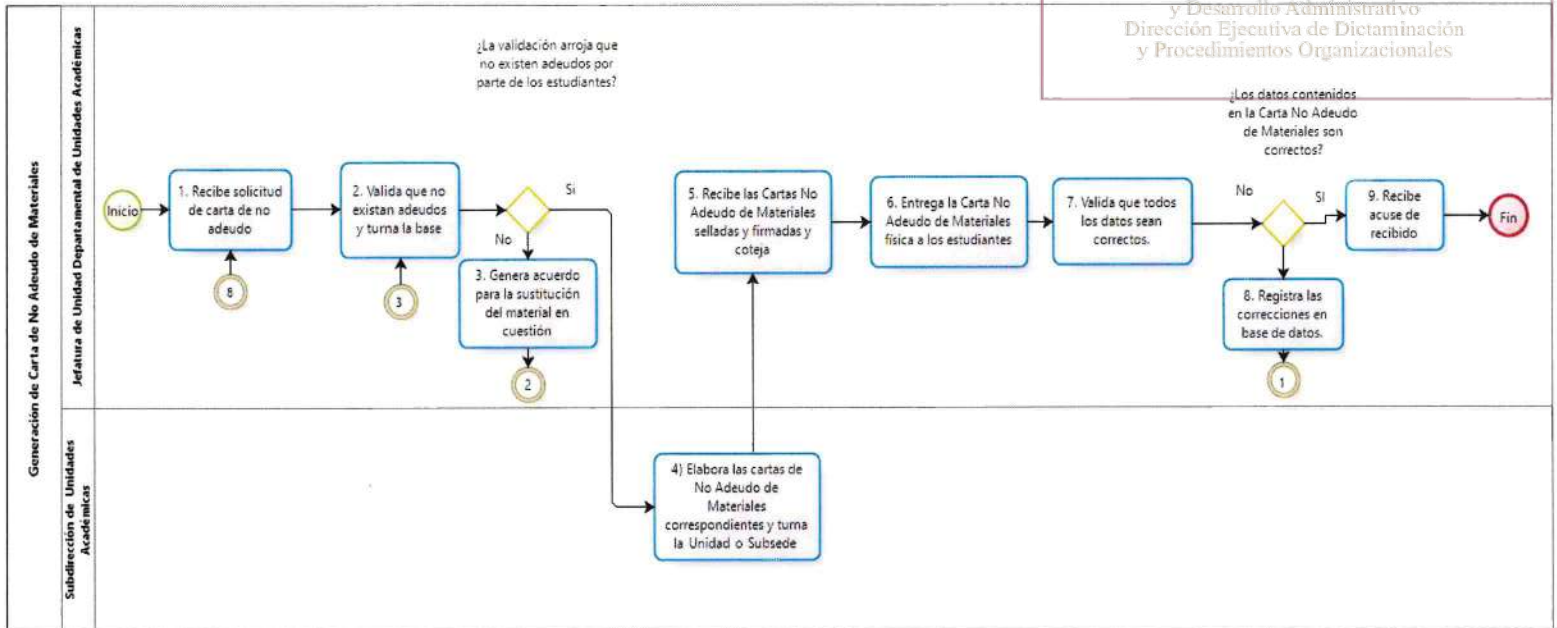 y Desarrollo Administrativo
Dirección Ejecutiva de Dictaminación
y Procedimientos Organizacionales
Generación de Carta de No Adeudo de Materiales
Jefatura de Unidad Departamental de Unidades Académicas
¿La validación arroja que
no existen adeudos por
parte de los estudiantes?
¿Los datos contenidos
en la Carta No Adeudo
de Materiales son
correctos?
Inicio
1. Recibe solicitud
de carta de no
adeudo
8
2. Valida que no
existan adeudos
y turna la base
3
Si
No
3. Genera acuerdo
para la sustitución
del material en
cuestión
2
5. Recibe las Cartas No
Adeudo de Materiales
selladas y firmadas y
coteja
6. Entrega la Carta No
Adeudo de Materiales
física a los estudiantes
7. Valida que todos
los datos sean
correctos.
No
SI
8. Registra las
correcciones en
base de datos.
1
9. Recibe
acuse de
recibido
Fin
Subdirección de Unidades
Académicas
4) Elabora las cartas de
No Adeudo de
Materiales
correspondientes y turna
la Unidad o Subsede